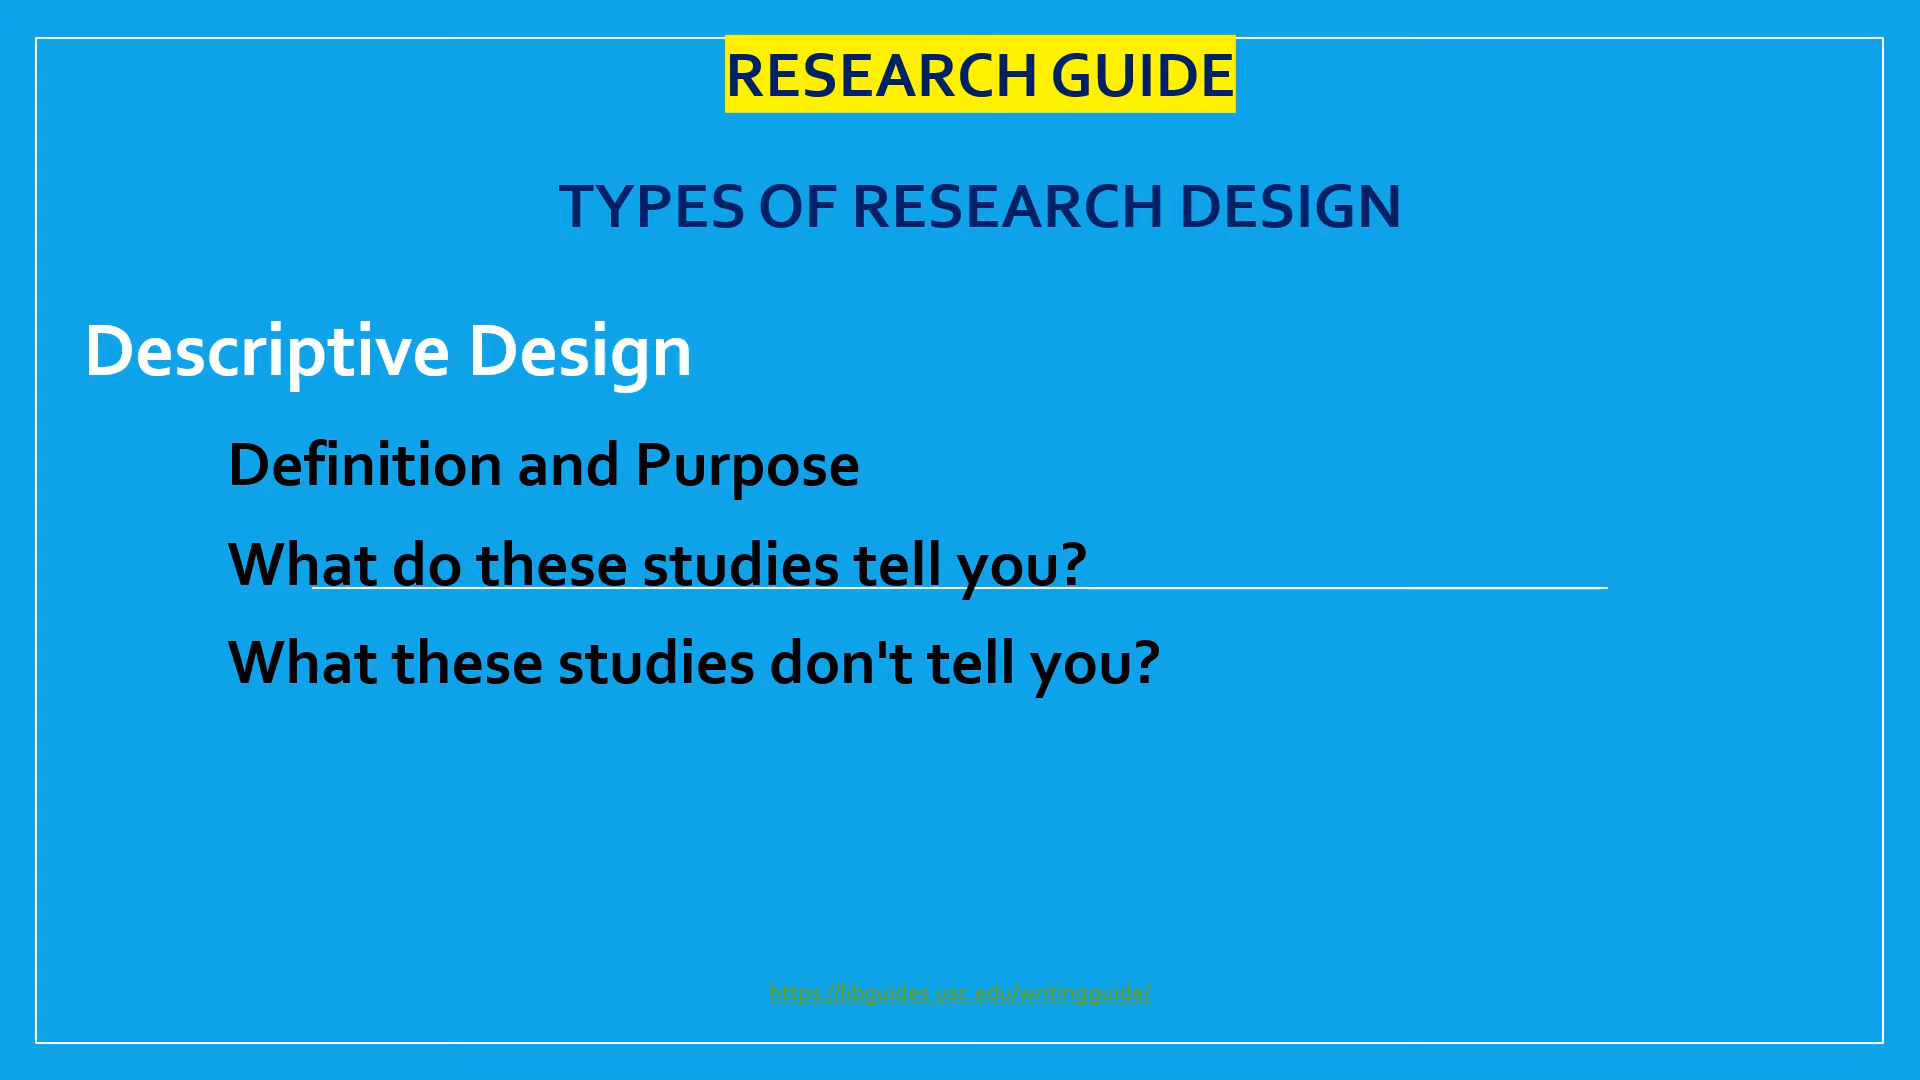 RESEARCH GUIDE
TYPES OF RESEARCH DESIGN
Descriptive Design
Definition and Purpose
What do these studies tell you?
What these studies don't tell you?
https://libguides.usc.edu/writingguide/